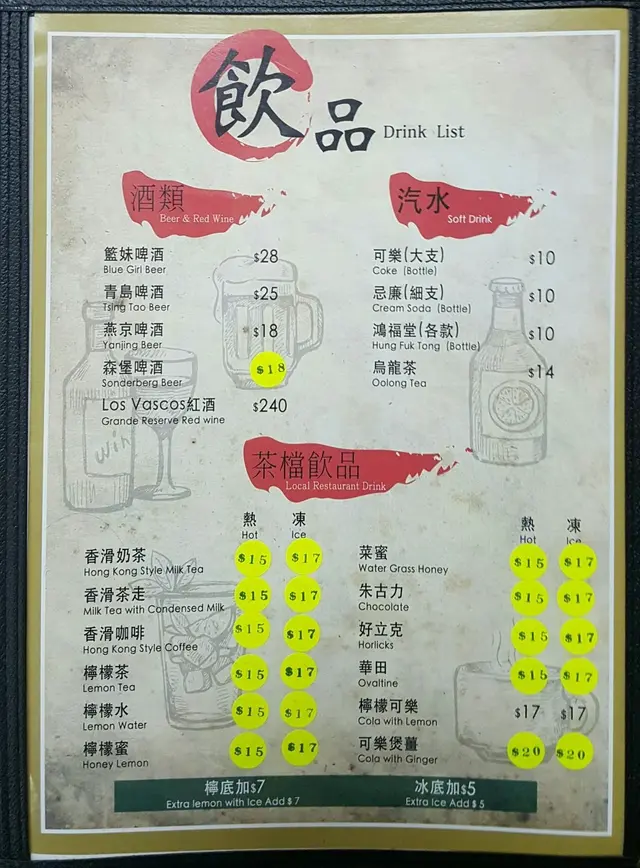 飲品 Drink List
酒類
Beer & Red Wine
籃妹啤酒 $28
Blue Girl Beer
青島啤酒 $25
Tsing Tao Beer
燕京啤酒 $18
Yanjing Beer
森堡啤酒 $18
Sonderberg Beer
Los Vascos紅酒 $240
Grande Reserve Red wine
汽水
Soft Drink
可樂(大支) $10
Coke (Bottle)
忌廉(細支) $10
Cream Soda (Bottle)
鴻福堂(各款) $10
Hung Fuk Tong (Bottle)
烏龍茶 $14
Oolong Tea
茶檔飲品
Local Restaurant Drink
熱 凍
Hot Ice
香滑奶茶 $15 $17
Hong Kong Style Milk Tea
香滑茶走 $15 $17
Milk Tea with Condensed Milk
香滑咖啡 $15 $17
Hong Kong Style Coffee
檸檬茶 $15 $17
Lemon Tea
檸檬水 $15 $17
Lemon Water
檸檬蜜 $15 $17
Honey Lemon
熱 凍
Hot Ice
菜蜜 $15 $17
Water Grass Honey
朱古力 $15 $17
Chocolate
好立克 $15 $17
Horlicks
華田 $15 $17
Ovaltine
檸檬可樂 $17 $17
Cola with Lemon
可樂煲薑 $20 $20
Cola with Ginger
檸底加$7
Extra lemon with Ice Add $7
冰底加$5
Extra Ice Add $5
Win